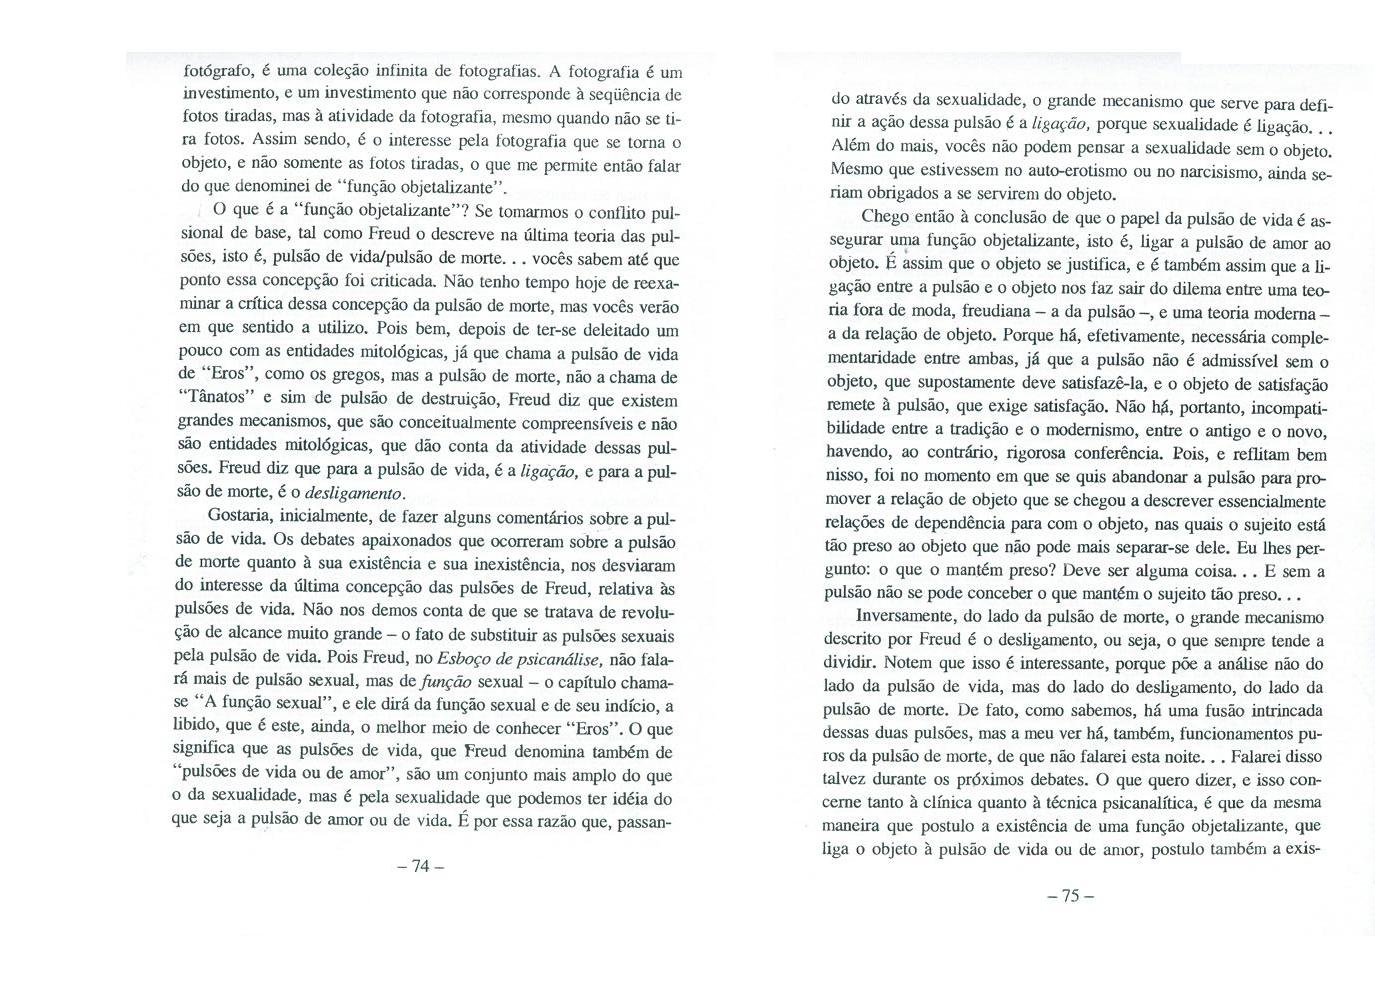 fotógrafo, é uma coleção infinita de fotografias. A fotografia é um
investimento, e um investimento que não corresponde à seqüência de
fotos tiradas, mas à atividade da fotografia, mesmo quando não se ti-
ra fotos. Assim sendo, é o interesse pela fotografia que se torna o
objeto, e não somente as fotos tiradas, o que me permite então falar
do que denominei de “função objetalizante”.
O que é a “função objetalizante”? Se tomarmos o conflito pul-
sional de base, tal como Freud o descreve na última teoria das pul-
sões, isto é, pulsão de vida/pulsão de morte. . . vocês sabem até que
ponto essa concepção foi criticada. Não tenho tempo hoje de reexa-
minar a crítica dessa concepção da pulsão de morte, mas vocês verão
em que sentido a utilizo. Pois bem, depois de ter-se deleitado um
pouco com as entidades mitológicas, já que chama a pulsão de vida
de “Eros”, como os gregos, mas a pulsão de morte, não a chama de
“Tânatos” e sim de pulsão de destruição, Freud diz que existem
grandes mecanismos, que são conceitualmente compreensíveis e não
são entidades mitológicas, que dão conta da atividade dessas pul-
sões. Freud diz que para a pulsão de vida, é a ligação, e para a pul-
são de morte, é o desligamento.
Gostaria, inicialmente, de fazer alguns comentários sobre a pul-
são de vida. Os debates apaixonados que ocorreram sobre a pulsão
de morte quanto à sua existência e sua inexistência, nos desviaram
do interesse da última concepção das pulsões de Freud, relativa às
pulsões de vida. Não nos demos conta de que se tratava de revolu-
ção de alcance muito grande – o fato de substituir as pulsões sexuais
pela pulsão de vida. Pois Freud, no Esboço de psicanálise, não fala-
rá mais de pulsão sexual, mas de função sexual – o capítulo chama-
se “A função sexual”, e ele dirá da função sexual e de seu indício, a
libido, que é este, ainda, o melhor meio de conhecer “Eros”. O que
significa que as pulsões de vida, que Freud denomina também de
“pulsões de vida ou de amor”, são um conjunto mais amplo do que
o da sexualidade, mas é pela sexualidade que podemos ter idéia do
que seja a pulsão de amor ou de vida. É por essa razão que, passan-
– 74 –
do através da sexualidade, o grande mecanismo que serve para defi-
nir a ação dessa pulsão é a ligação, porque sexualidade é ligação. . .
Além do mais, vocês não podem pensar a sexualidade sem o objeto.
Mesmo que estivessem no auto-erotismo ou no narcisismo, ainda se-
riam obrigados a se servirem do objeto.
Chego então à conclusão de que o papel da pulsão de vida é as-
segurar uma função objetalizante, isto é, ligar a pulsão de amor ao
objeto. É assim que o objeto se justifica, e é também assim que a li-
gação entre a pulsão e o objeto nos faz sair do dilema entre uma teo-
ria fora de moda, freudiana – a da pulsão –, e uma teoria moderna –
a da relação de objeto. Porque há, efetivamente, necessária comple-
mentaridade entre ambas, já que a pulsão não é admissível sem o
objeto, que supostamente deve satisfazê-la, e o objeto de satisfação
remete à pulsão, que exige satisfação. Não há, portanto, incompati-
bilidade entre a tradição e o modernismo, entre o antigo e o novo,
havendo, ao contrário, rigorosa conferência. Pois, e reflitam bem
nisso, foi no momento em que se quis abandonar a pulsão para pro-
mover a relação de objeto que se chegou a descrever essencialmente
relações de dependência para com o objeto, nas quais o sujeito está
tão preso ao objeto que não pode mais separar-se dele. Eu lhes per-
gunto: o que o mantém preso? Deve ser alguma coisa. . . E sem a
pulsão não se pode conceber o que mantém o sujeito tão preso. . .
Inversamente, do lado da pulsão de morte, o grande mecanismo
descrito por Freud é o desligamento, ou seja, o que sempre tende a
dividir. Notem que isso é interessante, porque põe a análise não do
lado da pulsão de vida, mas do lado do desligamento, do lado da
pulsão de morte. De fato, como sabemos, há uma fusão intrincada
dessas duas pulsões, mas a meu ver há, também, funcionamentos pu-
ros da pulsão de morte, de que não falarei esta noite. . . Falarei disso
talvez durante os próximos debates. O que quero dizer, e isso con-
cerne tanto à clínica quanto à técnica psicanalítica, é que da mesma
maneira que postulo a existência de uma função objetalizante, que
liga o objeto à pulsão de vida ou de amor, postulo também a exis-
– 75 –